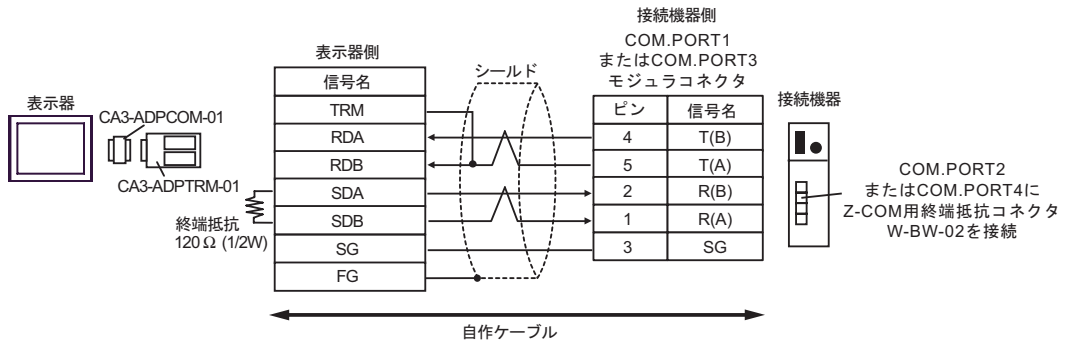 表示器
CA3-ADPCOM-01
CA3-ADPTRM-01
終端抵抗
120Ω (1/2W)
表示器側
信号名
TRM
RDA
RDB
SDA
SDB
SG
FG
シールド
接続機器側
COM.PORT1
またはCOM.PORT3
モジュラコネクタ
ピン 信号名
4 T(B)
5 T(A)
2 R(B)
1 R(A)
3 SG
接続機器
COM.PORT2
またはCOM.PORT4に
Z-COM用終端抵抗コネクタ
W-BW-02を接続
自作ケーブル